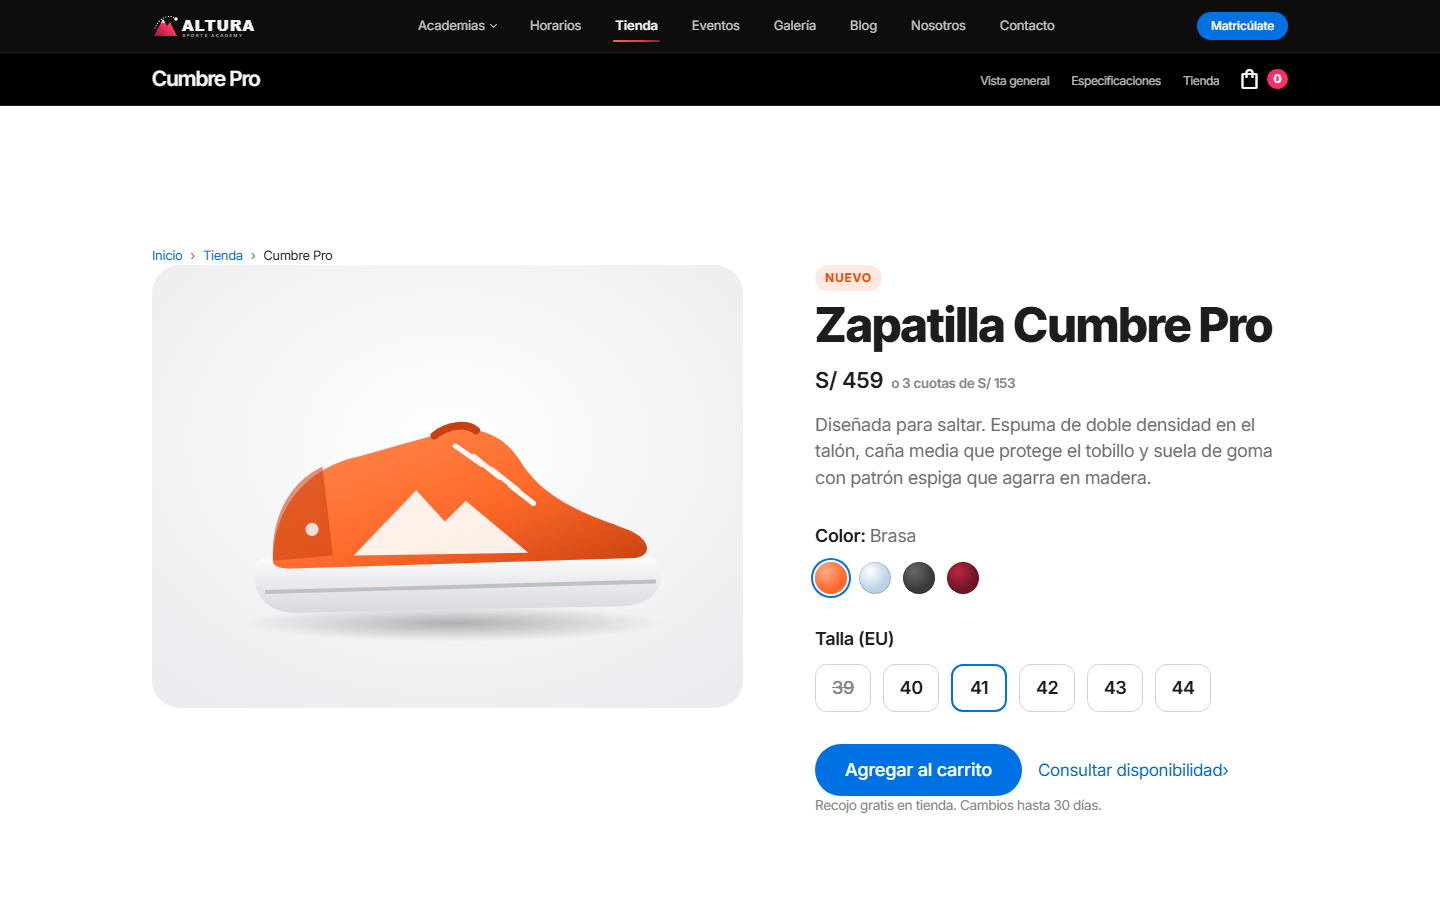 ALTURA
SPORTS ACADEMY
Academias
Horarios
Tienda
Eventos
Galería
Blog
Nosotros
Contacto
Matricúlate
Cumbre Pro
Vista general
Especificaciones
Tienda
0
Inicio › Tienda › Cumbre Pro
NUEVO
Zapatilla Cumbre Pro
S/ 459 o 3 cuotas de S/ 153
Diseñada para saltar. Espuma de doble densidad en el
talón, caña media que protege el tobillo y suela de goma
con patrón espiga que agarra en madera.
Color: Brasa
Talla (EU)
39
40
41
42
43
44
Agregar al carrito
Consultar disponibilidad›
Recojo gratis en tienda. Cambios hasta 30 días.